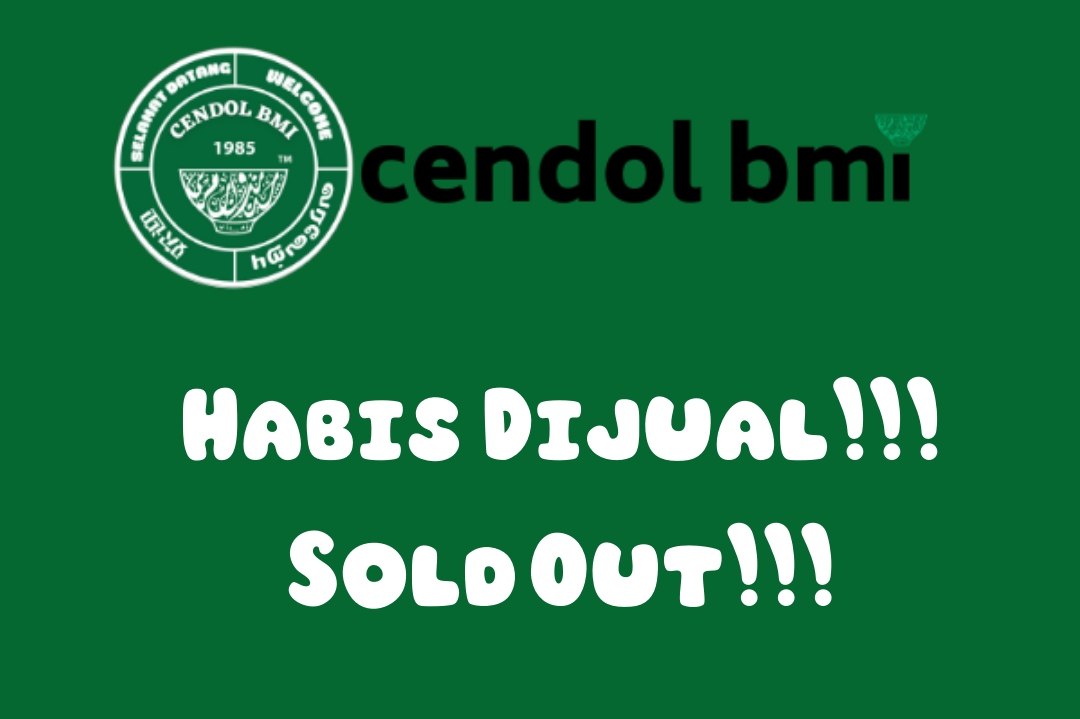 SELAMAT DATANG
WELCOME
CENDOL BMI
1985
TM
cendol bmi
HABIS DIJUAL!!!
SOLD OUT!!!